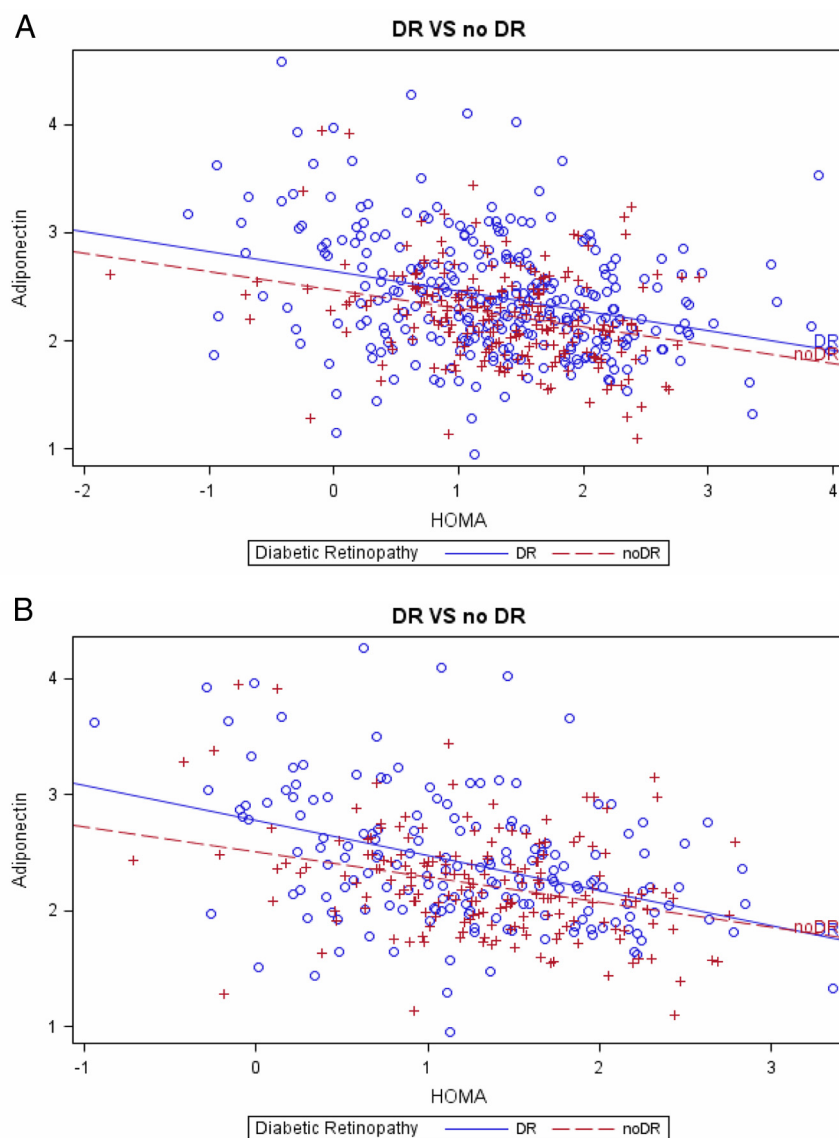 A
DR VS no DR
4
3
2
1
Adiponectin
DR
noDR
-2 -1 0 1 2 3 4
HOMA
Diabetic Retinopathy DR noDR
B
DR VS no DR
4
3
2
1
Adiponectin
noDR
-1 0 1 2 3
HOMA
Diabetic Retinopathy DR noDR